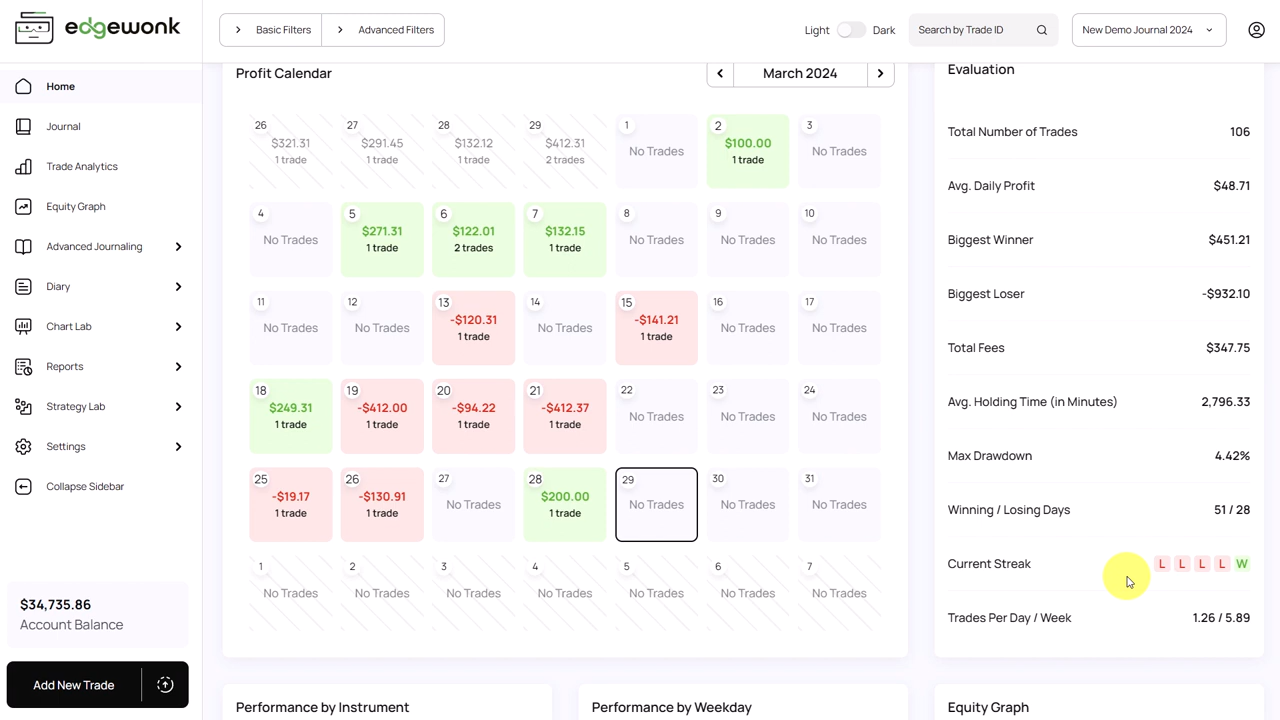 edgewonk
Basic Filters
Advanced Filters
Light
Dark
Search by Trade ID
New Demo Journal 2024
Home
Journal
Trade Analytics
Equity Graph
Advanced Journaling
Diary
Chart Lab
Reports
Strategy Lab
Settings
Collapse Sidebar
$34,735.86
Account Balance
Add New Trade
Profit Calendar
March 2024
26
$321.31
1 trade
27
$291.45
1 trade
28
$132.12
1 trade
29
$412.31
2 trades
1
No Trades
2
$100.00
1 trade
3
No Trades
4
No Trades
5
$271.31
1 trade
6
$122.01
2 trades
7
$132.15
1 trade
8
No Trades
9
No Trades
10
No Trades
11
No Trades
12
No Trades
13
-$120.31
1 trade
14
No Trades
15
-$141.21
1 trade
16
No Trades
17
No Trades
18
$249.31
1 trade
19
-$412.00
1 trade
20
-$94.22
1 trade
21
-$412.37
1 trade
22
No Trades
23
No Trades
24
No Trades
25
-$19.17
1 trade
26
-$130.91
1 trade
27
No Trades
28
$200.00
1 trade
29
No Trades
30
No Trades
31
No Trades
1
No Trades
2
No Trades
3
No Trades
4
No Trades
5
No Trades
6
No Trades
7
No Trades
Evaluation
Total Number of Trades 106
Avg. Daily Profit $48.71
Biggest Winner $451.21
Biggest Loser -$932.10
Total Fees $347.75
Avg. Holding Time (in Minutes) 2,796.33
Max Drawdown 4.42%
Winning / Losing Days 51 / 28
Current Streak L L L L W
Trades Per Day / Week 1.26 / 5.89
Performance by Instrument
Performance by Weekday
Equity Graph